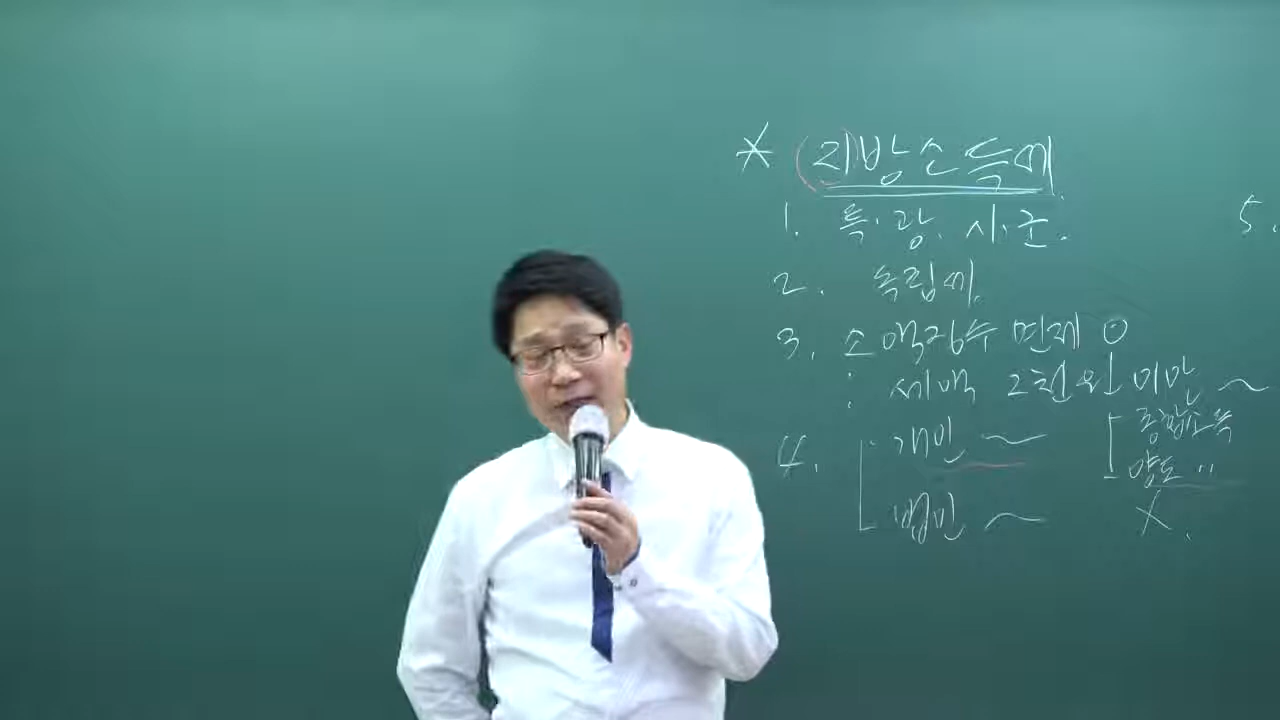 * (지방소득세
1. 특·광·시·군.
2. 독립세.
3. 소액징수 면제 O
: 세액 2천원 미만 ~
4. [ 개인 ~ [ 종합소득
양도 "
법인 ~ X.
5.